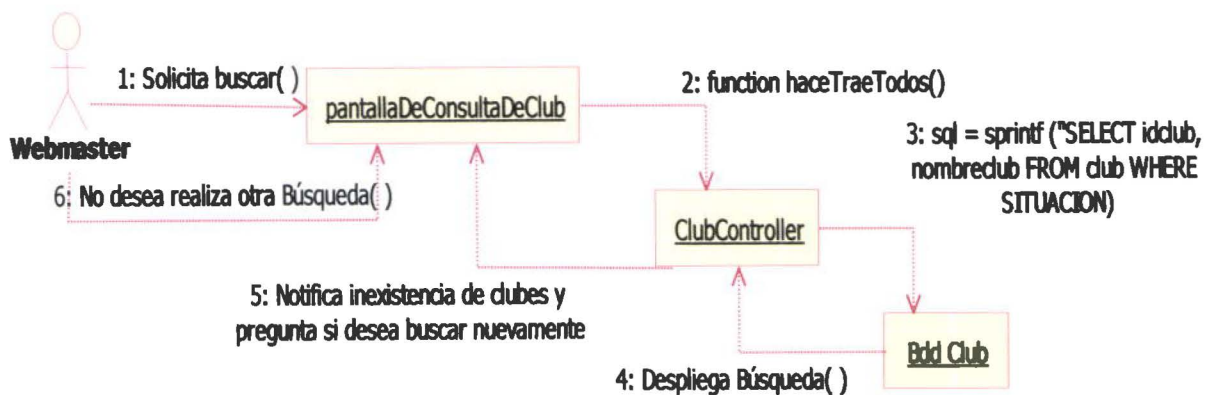 1: Solicita buscar( )
pantallaDeConsultaDeClub
2: function haceTraeTodos()
Webmaster
3: sql = sprintf ("SELECT idclub,
nombreclub FROM club WHERE
SITUACION)
6: No desea realiza otra Búsqueda( )
ClubController
5: Notifica inexistencia de clubes y
pregunta si desea buscar nuevamente
Bdd Club
4: Despliega Búsqueda( )